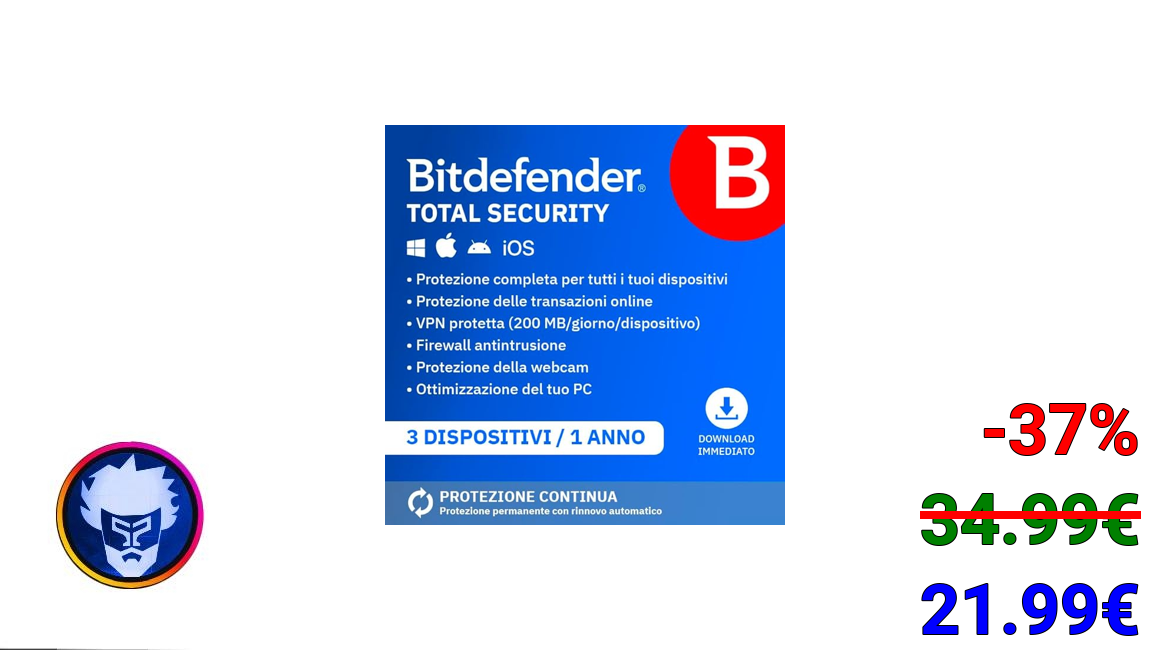 Bitdefender®
B
TOTAL SECURITY
iOS
• Protezione completa per tutti i tuoi dispositivi
• Protezione delle transazioni online
• VPN protetta (200 MB/giorno/dispositivo)
• Firewall antintrusione
• Protezione della webcam
• Ottimizzazione del tuo PC
3 DISPOSITIVI / 1 ANNO
DOWNLOAD
IMMEDIATO
PROTEZIONE CONTINUA
Protezione permanente con rinnovo automatico
-37%
34.99€
21.99€